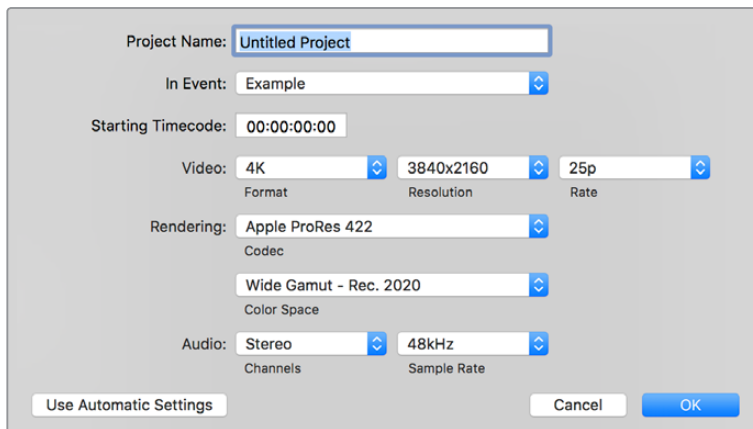 Project Name: Untitled Project
In Event: Example
Starting Timecode: 00:00:00:00
Video: 4K 3840x2160 25p
Format Resolution Rate
Rendering: Apple ProRes 422
Codec
Wide Gamut - Rec. 2020
Color Space
Audio: Stereo 48kHz
Channels Sample Rate
Use Automatic Settings Cancel OK